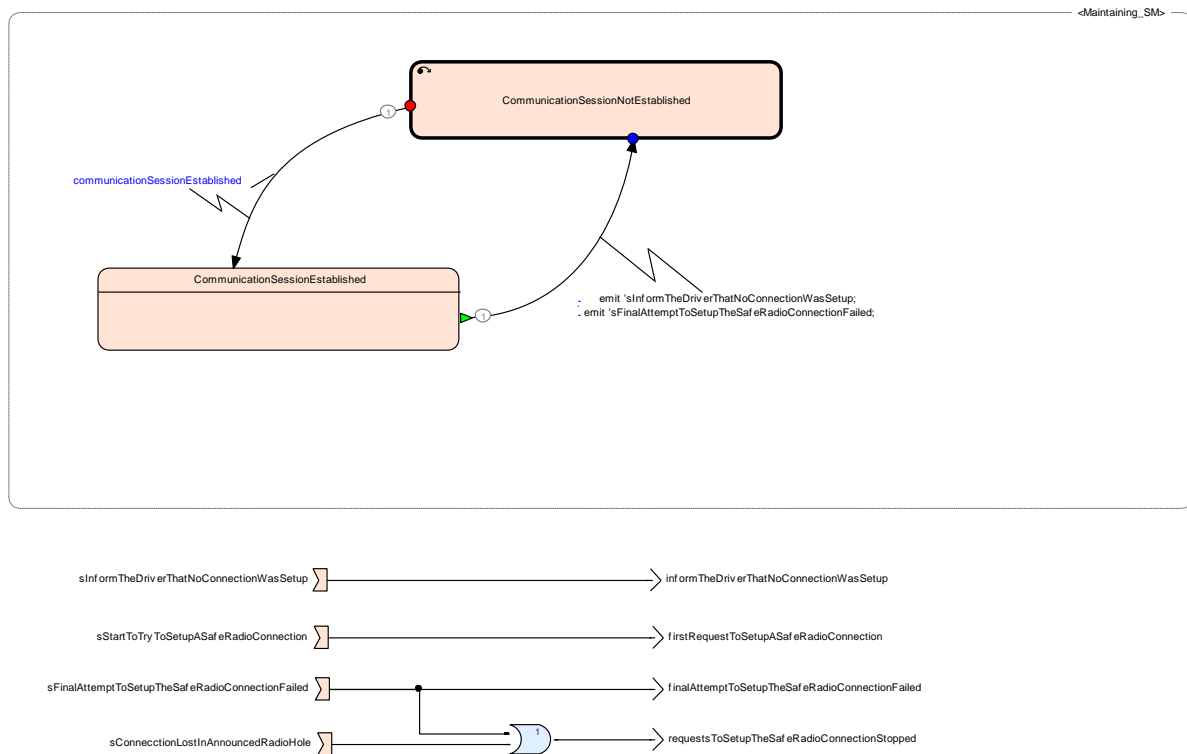 <Maintaining_SM>
CommunicationSessionNotEstablished
1
communicationSessionEstablished
CommunicationSessionEstablished
1
emit 'sInformTheDriverThatNoConnectionWasSetup;
emit 'sFinalAttemptToSetupTheSafeRadioConnectionFailed;
sInformTheDriverThatNoConnectionWasSetup
informTheDriverThatNoConnectionWasSetup
sStartToTryToSetupASafeRadioConnection
firstRequestToSetupASafeRadioConnection
sFinalAttemptToSetupTheSafeRadioConnectionFailed
finalAttemptToSetupTheSafeRadioConnectionFailed
1
sConnecctionLostInAnnouncedRadioHole
requestsToSetupTheSafeRadioConnectionStopped